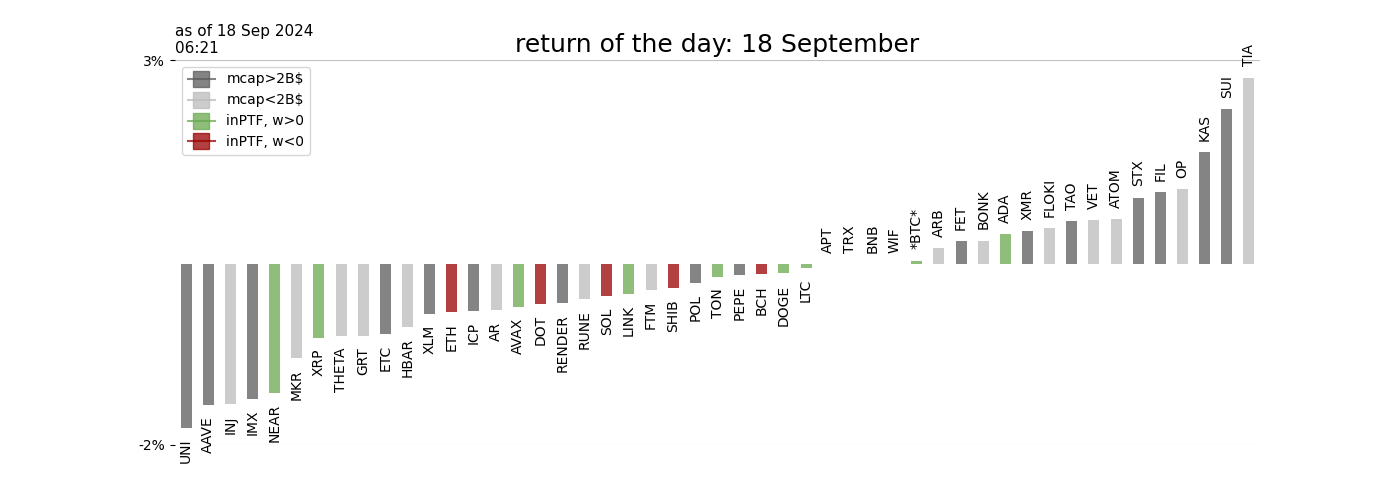 as of 18 Sep 2024
06:21
return of the day: 18 September
3%
-2%
mcap>2B$
mcap<2B$
inPTF, w>0
inPTF, w<0
UNI
AAVE
INJ
IMX
NEAR
MKR
XRP
THETA
GRT
ETC
HBAR
XLM
ETH
ICP
AR
AVAX
DOT
RENDER
RUNE
SOL
LINK
FTM
SHIB
POL
TON
PEPE
BCH
DOGE
LTC
APT
TRX
BNB
WIF
*BTC*
ARB
FET
BONK
ADA
XMR
FLOKI
TAO
VET
ATOM
STX
FIL
OP
KAS
SUI
TIA